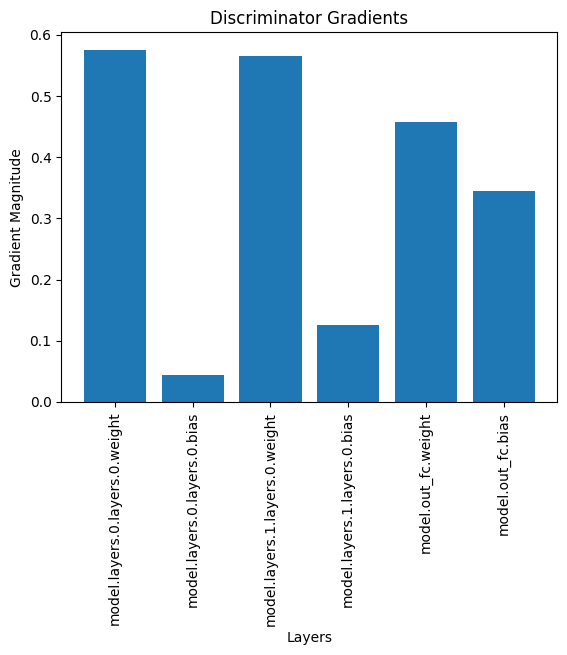 Discriminator Gradients
Gradient Magnitude
0.6
0.5
0.4
0.3
0.2
0.1
0.0
model.layers.0.layers.0.weight
model.layers.0.layers.0.bias
model.layers.1.layers.0.weight
model.layers.1.layers.0.bias
model.out_fc.weight
model.out_fc.bias
Layers